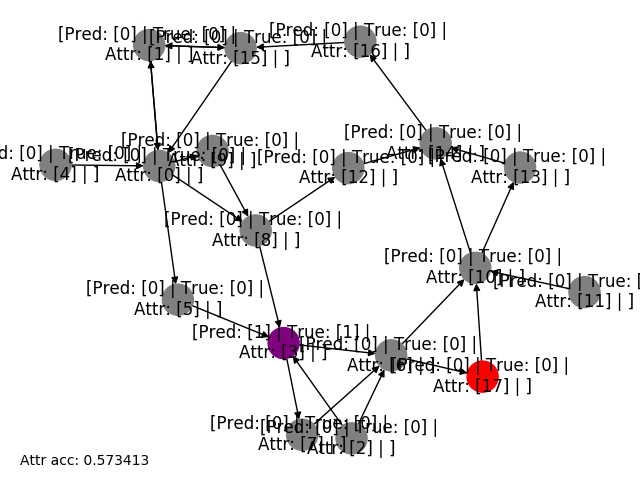 [Pred: [0] | True: [0] |
Attr: [1] | ]
[Pred: [0] | True: [0] |
Attr: [15] | ]
[Pred: [0] | True: [0] |
Attr: [16] | ]
d: [0] | True: [0] |
Attr: [4] | ]
[Pred: [0] | True: [0] |
Attr: [0] | ]
[Pred: [0] | True: [0] |
Attr: [9] | ]
[Pred: [0] | True: [0] |
Attr: [12] | ]
[Pred: [0] | True: [0] |
Attr: [14] | ]
[Pred: [0] | True: [0] |
Attr: [13] | ]
[Pred: [0] | True: [0] |
Attr: [8] | ]
[Pred: [0] | True: [0] |
Attr: [10] | ]
[Pred: [0] | True: [
Attr: [11] | ]
[Pred: [0] | True: [0] |
Attr: [5] | ]
[Pred: [1] | True: [1] |
Attr: [3] | ]
[Pred: [0] | True: [0] |
Attr: [6] | ]
[Pred: [0] | True: [0] |
Attr: [17] | ]
[Pred: [0] | True: [0] |
Attr: [7] | ]
[Pred: [0] | True: [0] |
Attr: [2] | ]
Attr acc: 0.573413